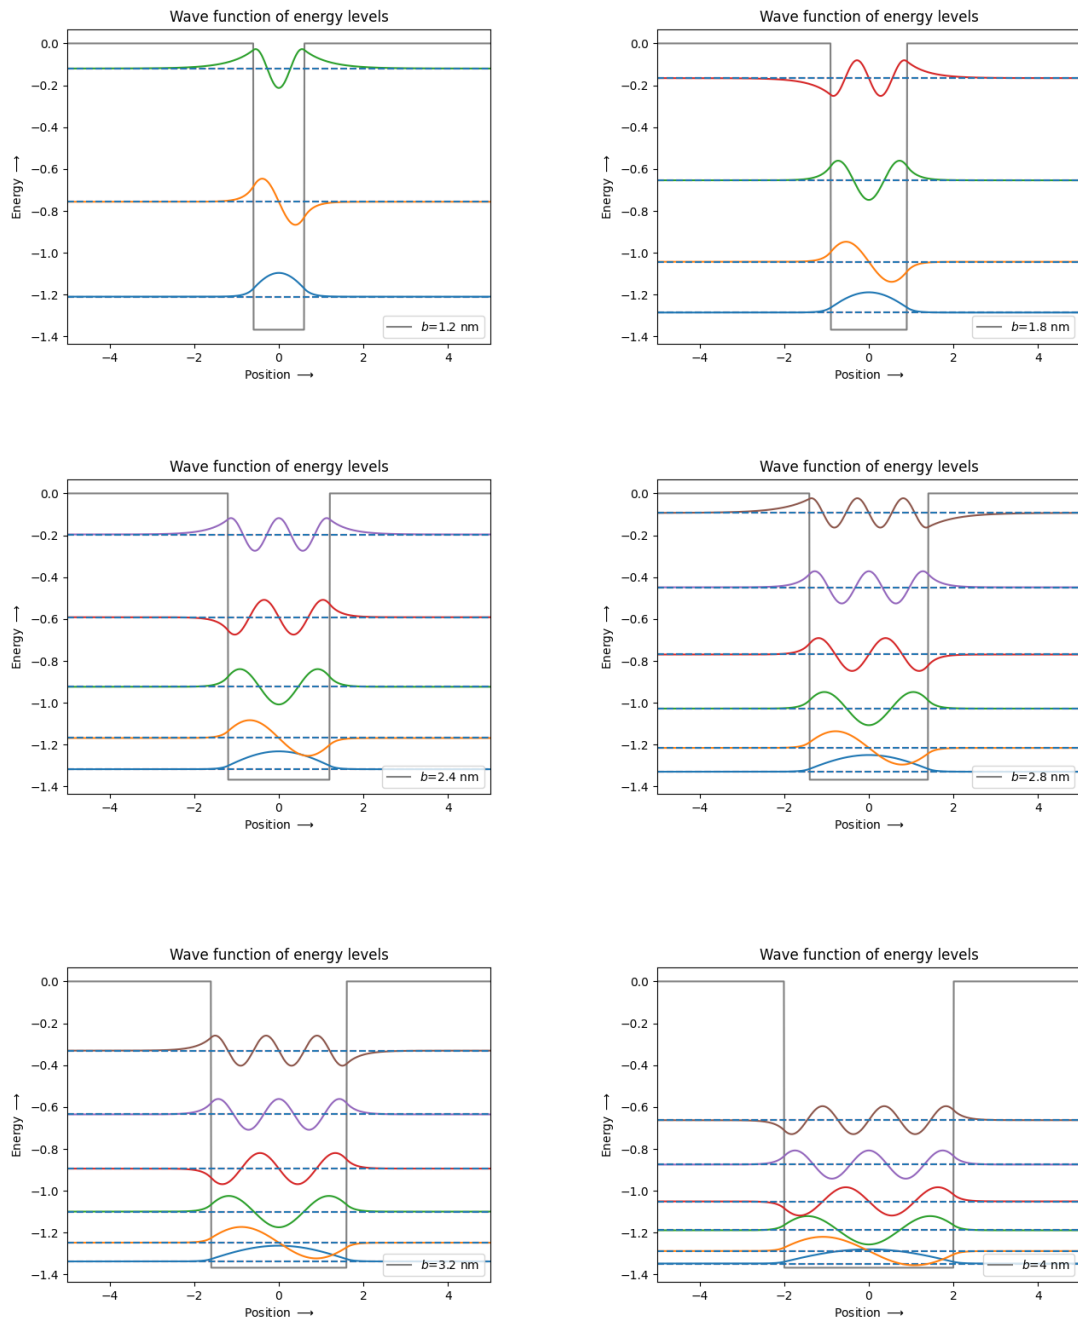 Wave function of energy levels
0.0
−0.2
−0.4
−0.6
−0.8
−1.0
−1.2
−1.4
Energy ⟶
b=1.2 nm
−4 −2 0 2 4
Position ⟶
Wave function of energy levels
0.0
−0.2
−0.4
−0.6
−0.8
−1.0
−1.2
−1.4
Energy ⟶
b=1.8 nm
−4 −2 0 2 4
Position ⟶
Wave function of energy levels
0.0
−0.2
−0.4
−0.6
−0.8
−1.0
−1.2
−1.4
Energy ⟶
b=2.4 nm
−4 −2 0 2 4
Position ⟶
Wave function of energy levels
0.0
−0.2
−0.4
−0.6
−0.8
−1.0
−1.2
−1.4
Energy ⟶
b=2.8 nm
−4 −2 0 2 4
Position ⟶
Wave function of energy levels
0.0
−0.2
−0.4
−0.6
−0.8
−1.0
−1.2
−1.4
Energy ⟶
b=3.2 nm
−4 −2 0 2 4
Position ⟶
Wave function of energy levels
0.0
−0.2
−0.4
−0.6
−0.8
−1.0
−1.2
−1.4
Energy ⟶
b=4 nm
−4 −2 0 2 4
Position ⟶